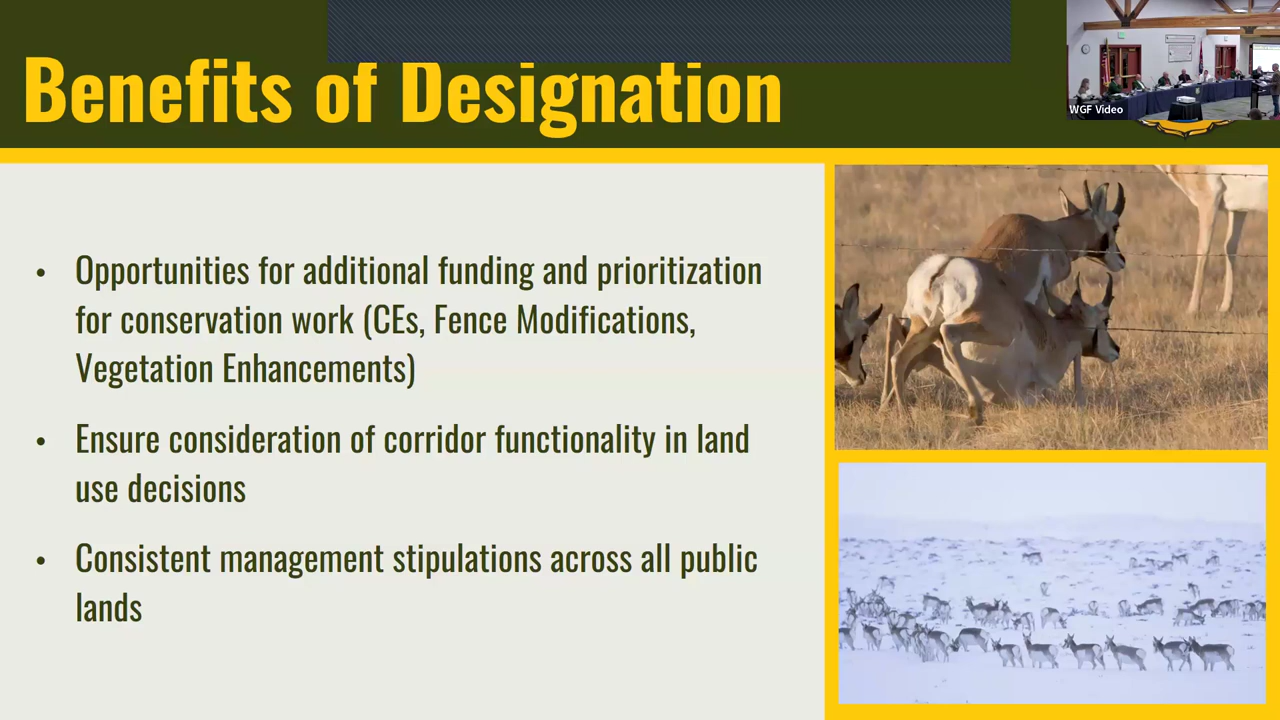 Benefits of Designation
WGF Video
• Opportunities for additional funding and prioritization
for conservation work (CEs, Fence Modifications,
Vegetation Enhancements)
• Ensure consideration of corridor functionality in land
use decisions
• Consistent management stipulations across all public
lands